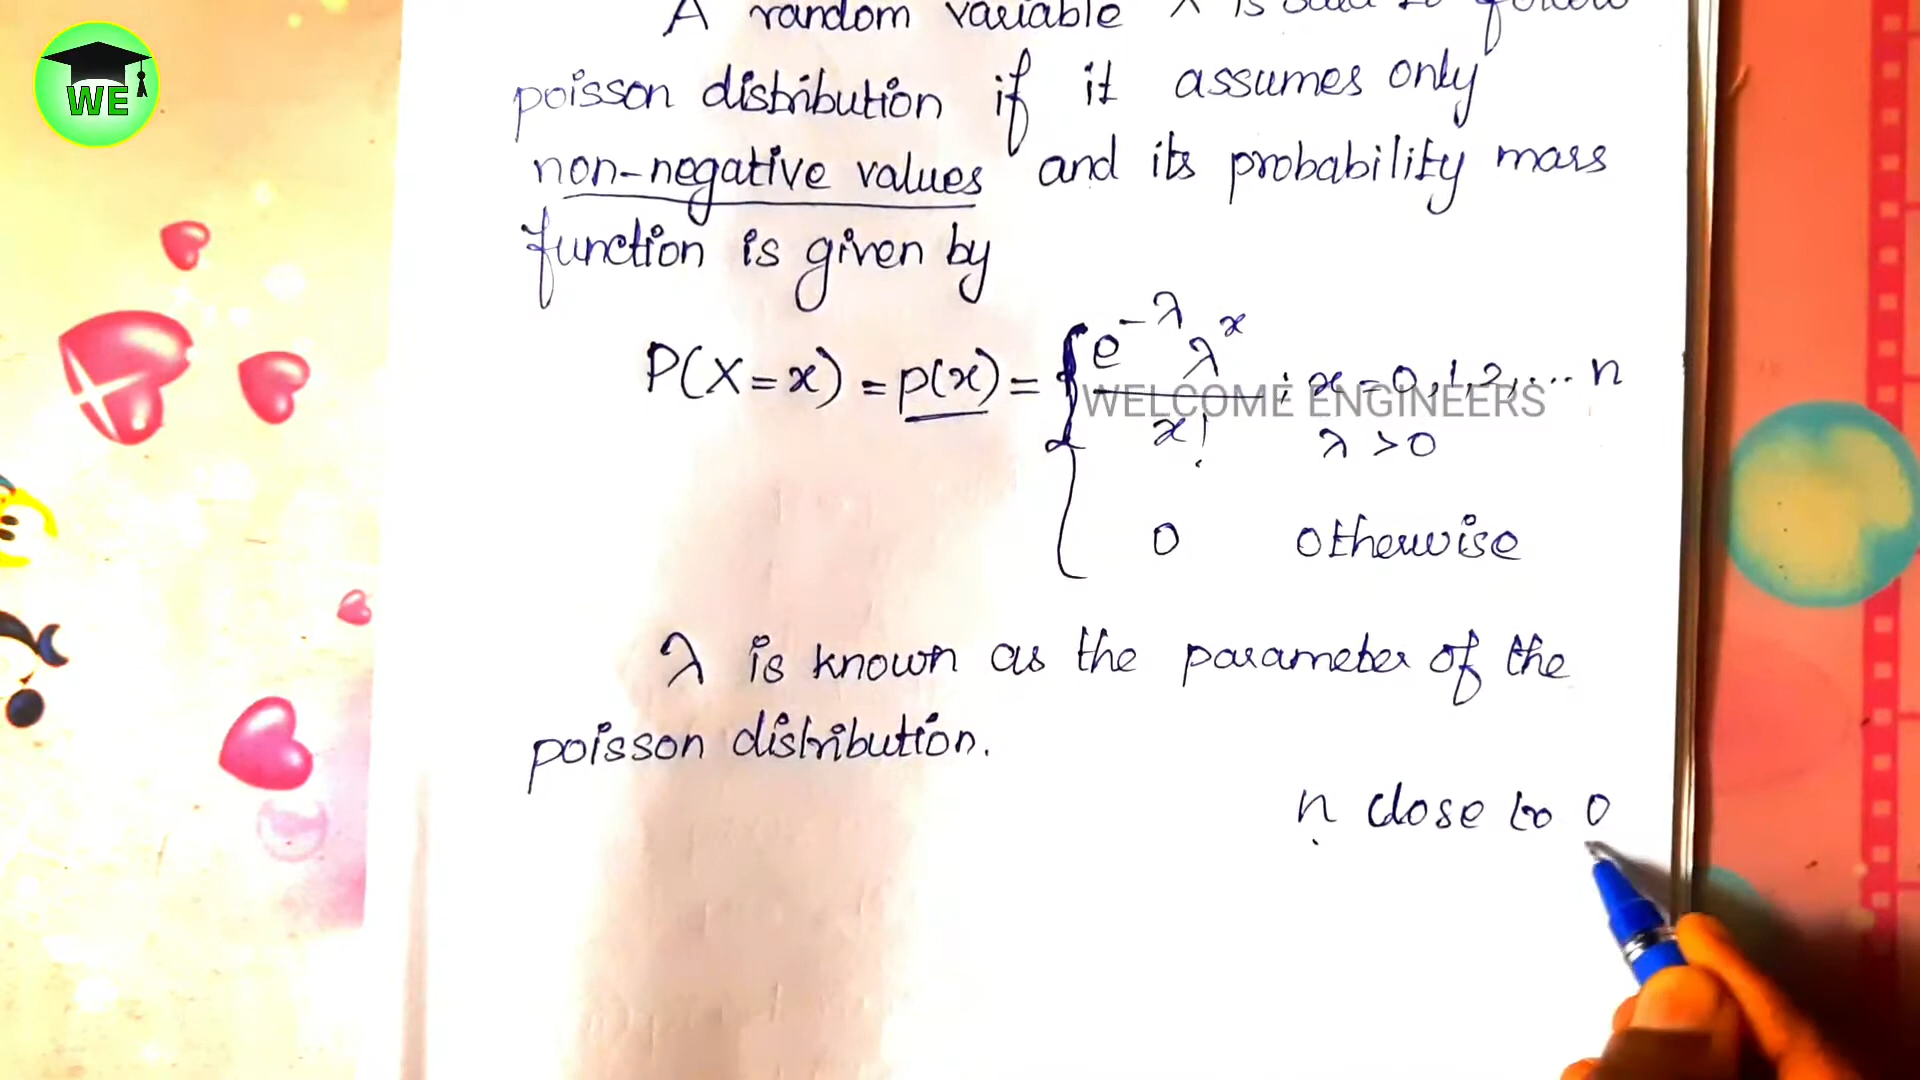 WE
A random variable X is said to follow
poisson distribution if it assumes only
non-negative values and its probability mass
function is given by
P(X=x) = p(x) = { e^-λ λ^x / x! ; x = 0,1,2,... n
λ > 0
0 otherwise
WELCOME ENGINEERS
λ is known as the parameter of the
poisson distribution.
n close to 0